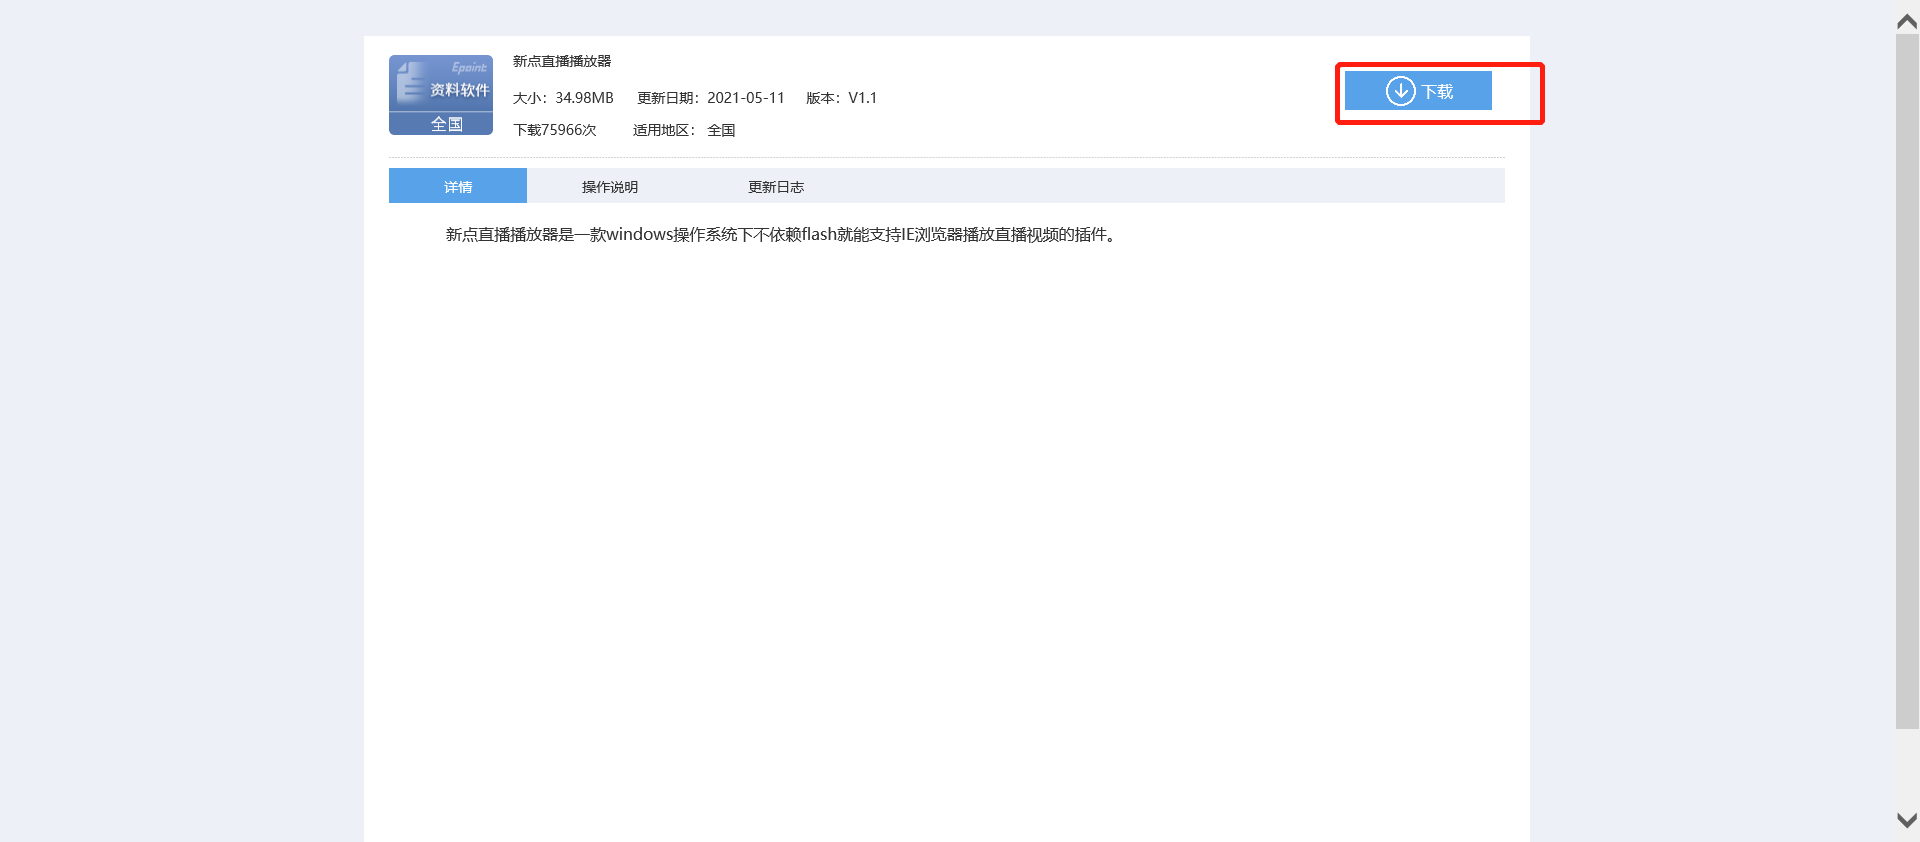 Epoint
资料软件
全国
新点直播播放器
大小：34.98MB 更新日期：2021-05-11 版本：V1.1
下载75966次 适用地区： 全国
下载
详情 操作说明 更新日志
新点直播播放器是一款windows操作系统下不依赖flash就能支持IE浏览器播放直播视频的插件。